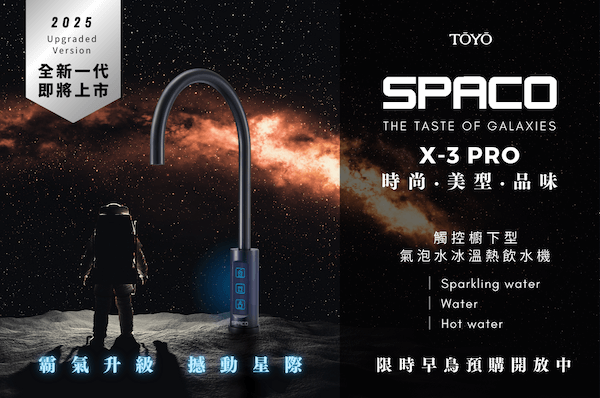 2025
Upgraded
Version
全新一代
即將上市
TŌYŌ
SPACO
THE TASTE OF GALAXIES
X-3 PRO
時尚．美型．品味
觸控櫥下型
氣泡水冰溫熱飲水機
Sparkling water
Water
Hot water
SPACO
霸氣升級 撼動星際
限時早鳥預購開放中